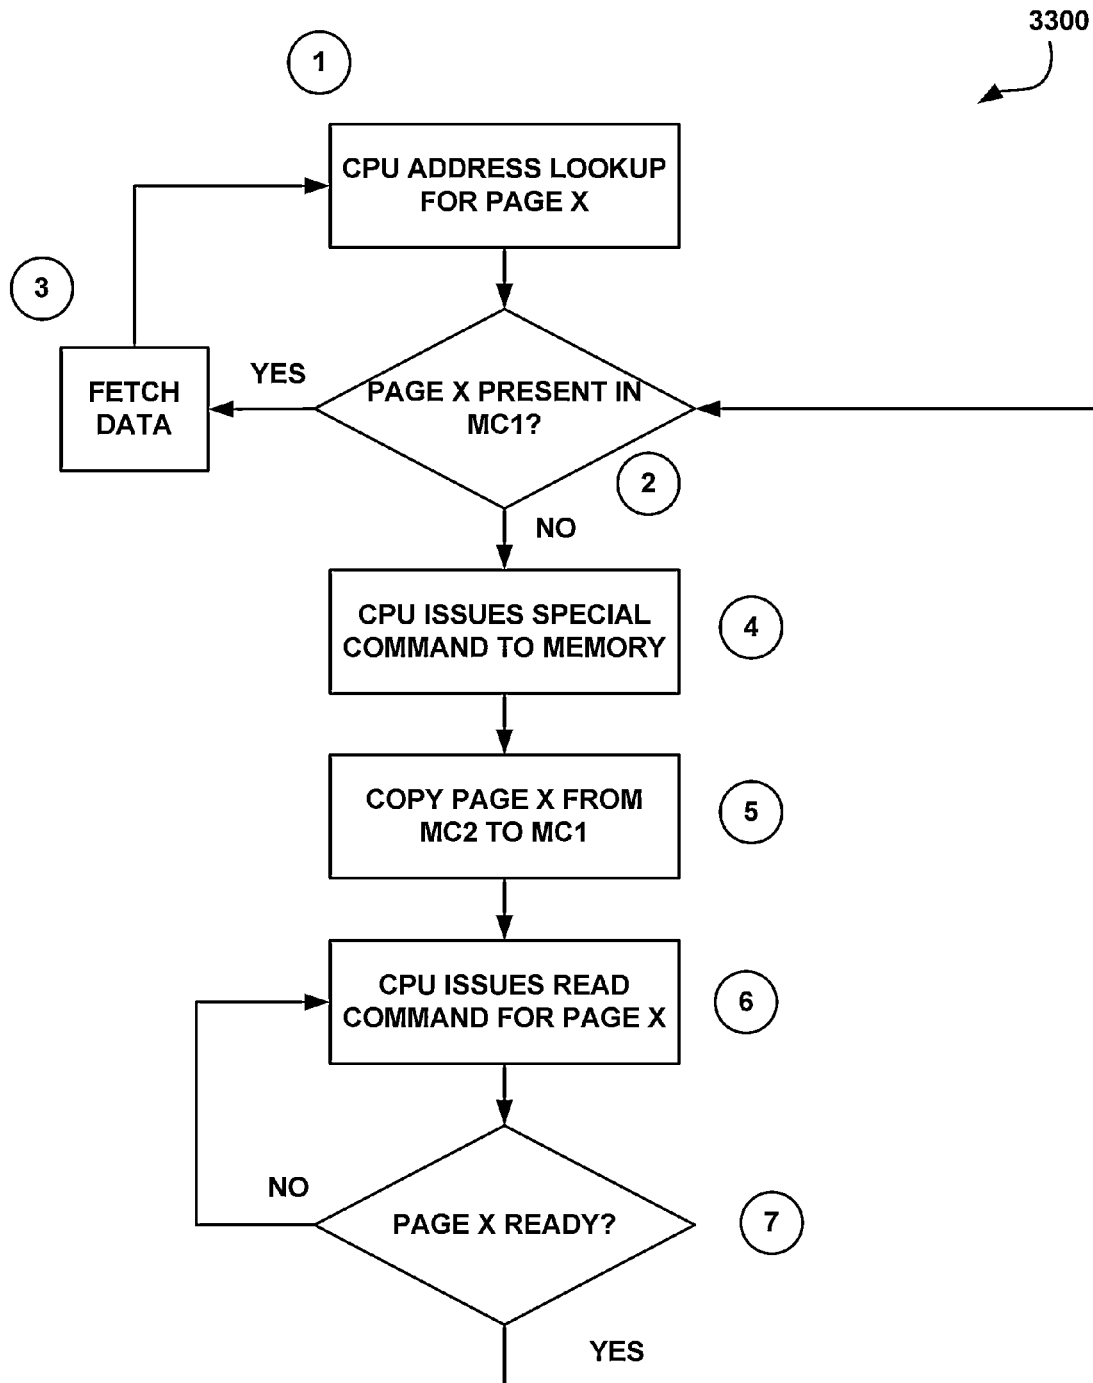 3300
1
CPU ADDRESS LOOKUP
FOR PAGE X
3
YES
FETCH
DATA
PAGE X PRESENT IN
MC1?
2
NO
CPU ISSUES SPECIAL
COMMAND TO MEMORY
4
COPY PAGE X FROM
MC2 TO MC1
5
CPU ISSUES READ
COMMAND FOR PAGE X
6
NO
PAGE X READY?
7
YES